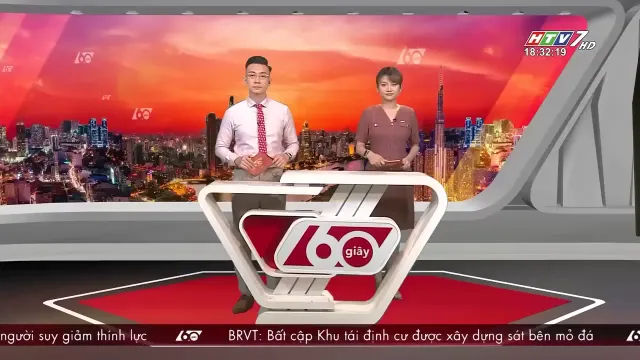 HTV7 HD
18:32:19
60 giây
người suy giảm thính lực
60 BRVT: Bất cập Khu tái định cư được xây dựng sát bên mỏ đá